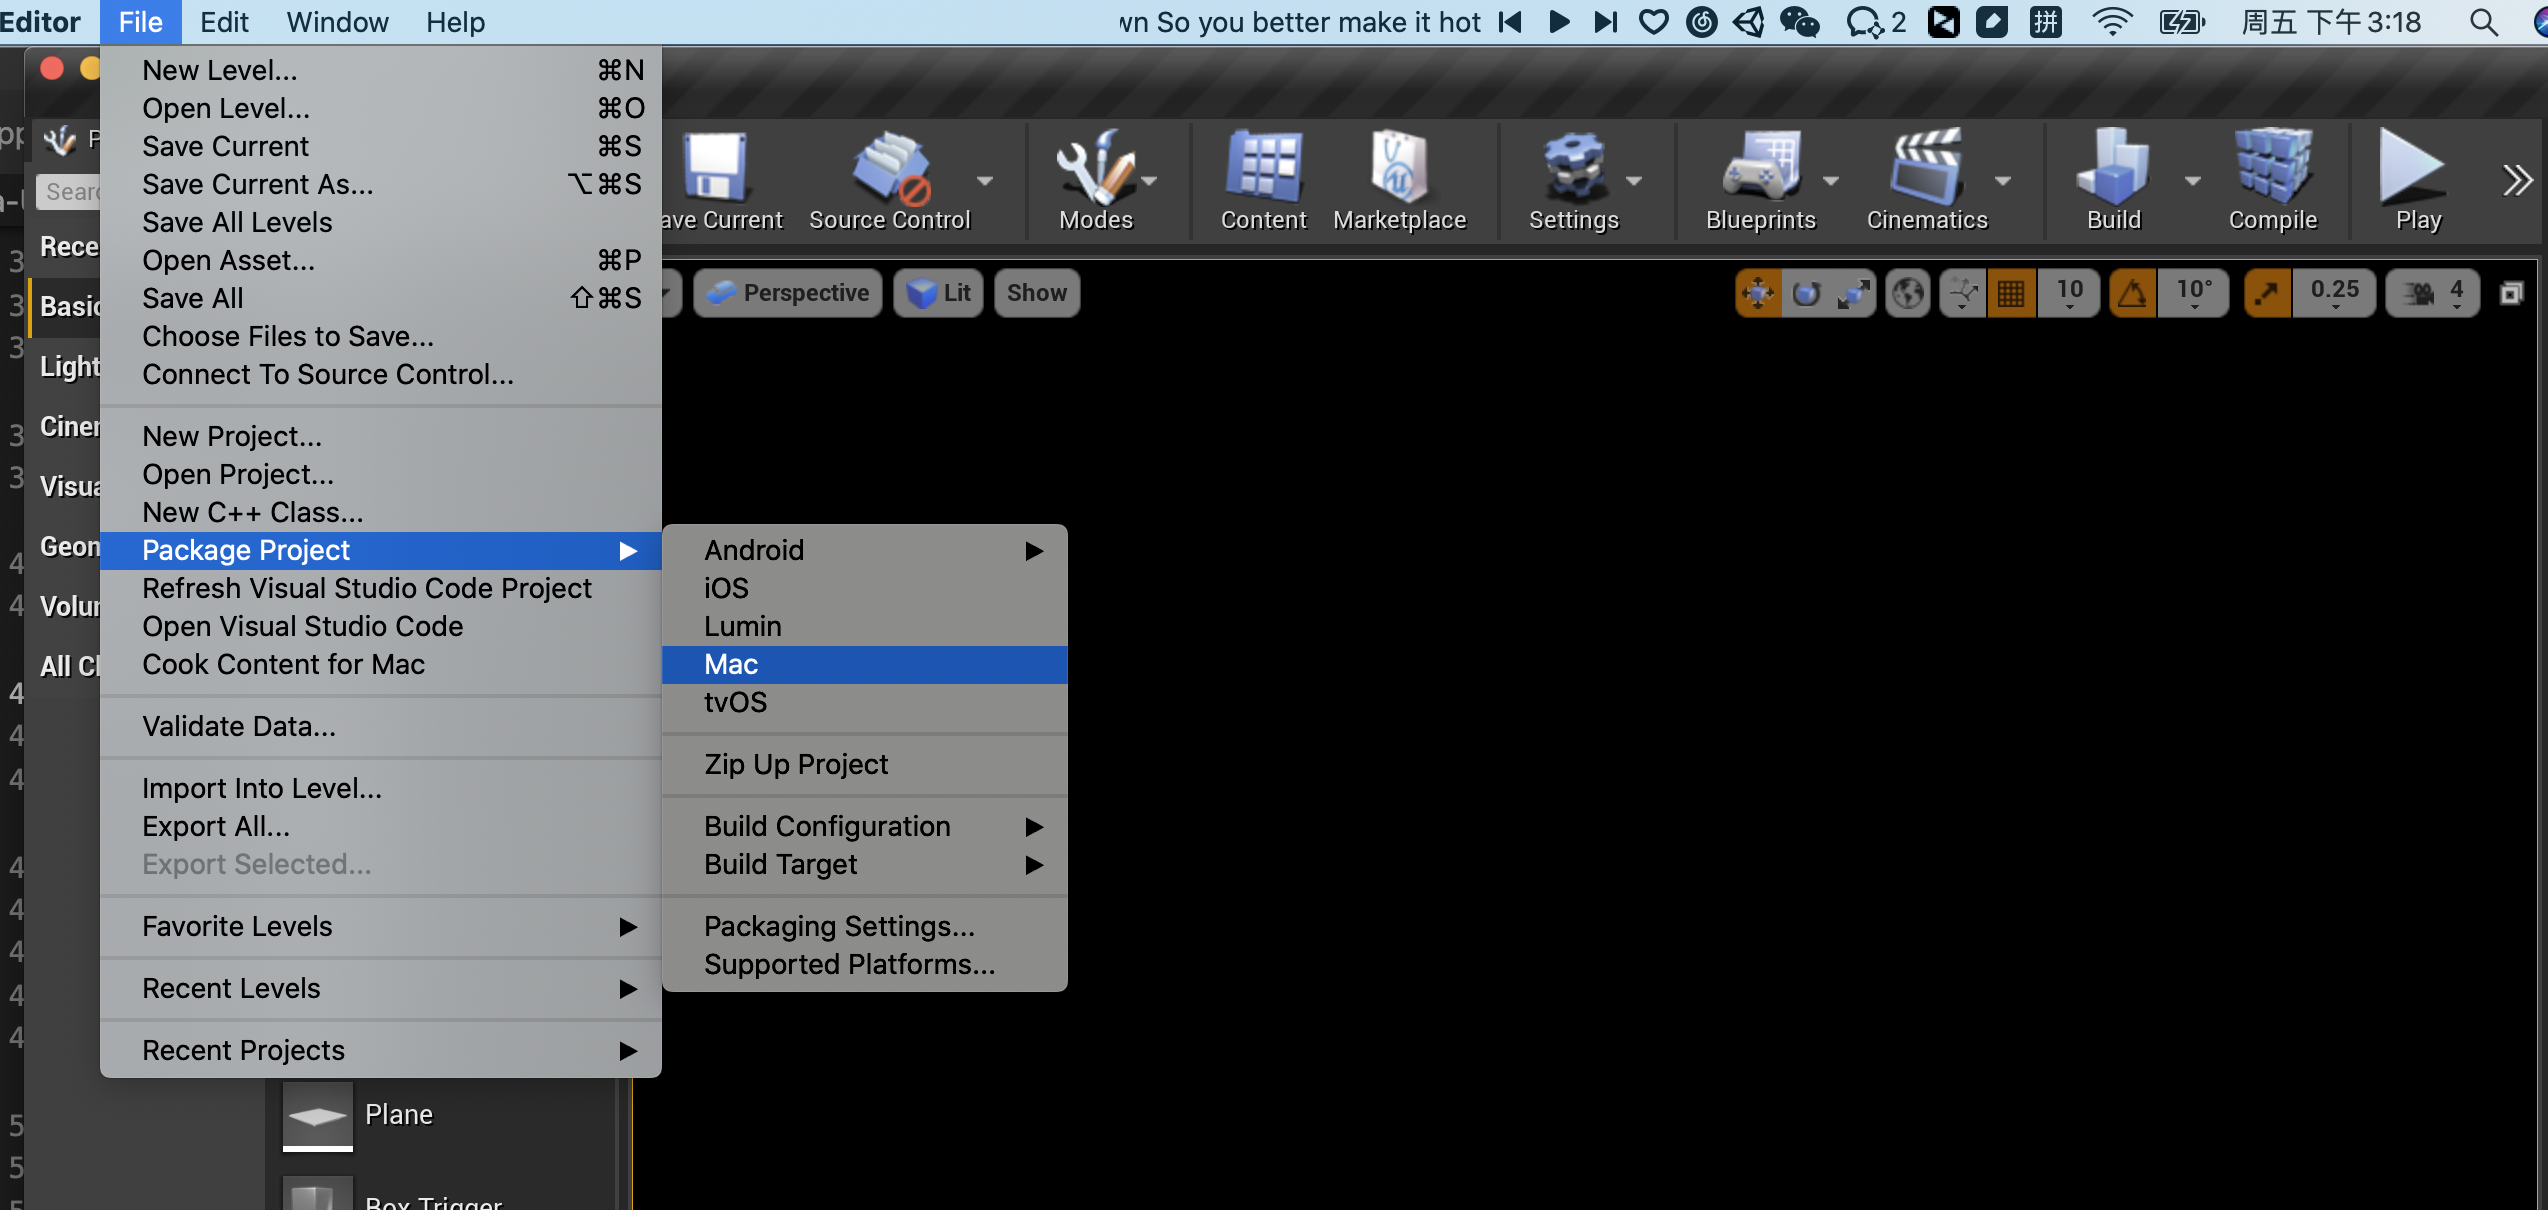 Editor File Edit Window Help
wn So you better make it hot 2 拼 周五 下午3:18
New Level... ⌘N
Open Level... ⌘O
Save Current ⌘S
Save Current As... ⌥⌘S
Save All Levels
Open Asset... ⌘P
Save All ⇧⌘S
Choose Files to Save...
Connect To Source Control...
New Project...
Open Project...
New C++ Class...
Package Project
Refresh Visual Studio Code Project
Open Visual Studio Code
Cook Content for Mac
Validate Data...
Import Into Level...
Export All...
Export Selected...
Favorite Levels
Recent Levels
Recent Projects
Android
iOS
Lumin
Mac
tvOS
Zip Up Project
Build Configuration
Build Target
Packaging Settings...
Supported Platforms...
ave Current Source Control Modes Content Marketplace Settings Blueprints Cinematics Build Compile Play
Perspective Lit Show 10 10° 0.25 4
Searc
Rece
Basic
Light
Ciner
Visua
Geon
Volur
All Cl
Plane
Box Trigger